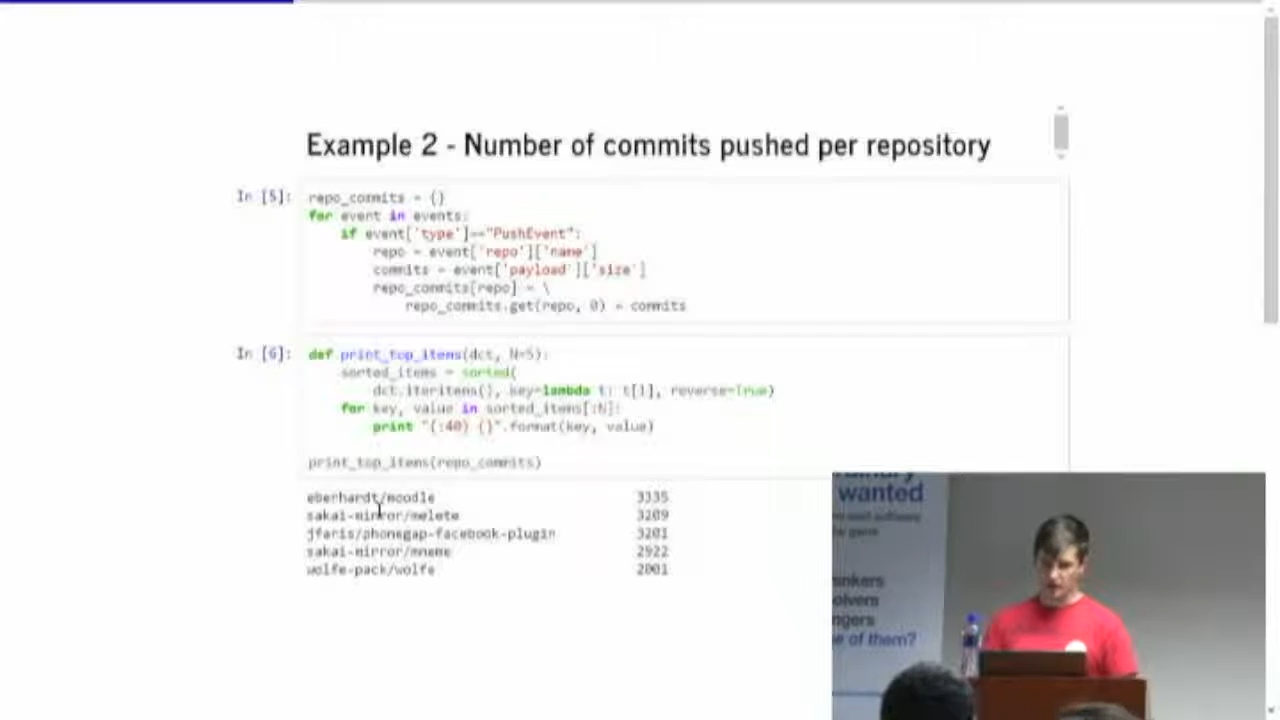 Example 2 - Number of commits pushed per repository
In [5]:
repo_commits = {}
for event in events:
if event['type']=="PushEvent":
repo = event['repo']['name']
commits = event['payload']['size']
repo_commits[repo] = \
repo_commits.get(repo, 0) + commits
In [6]:
def print_top_items(dct, N=5):
sorted_items = sorted(
dct.iteritems(), key=lambda t: t[1], reverse=True)
for key, value in sorted_items[:N]:
print "{:40} {}".format(key, value)
print_top_items(repo_commits)
eberhardt/moodle 3335
sakai-mirror/melete 3209
jfaris/phonegap-facebook-plugin 3201
sakai-mirror/mneme 2922
wolfe-pack/wolfe 2001
wanted
e of them?